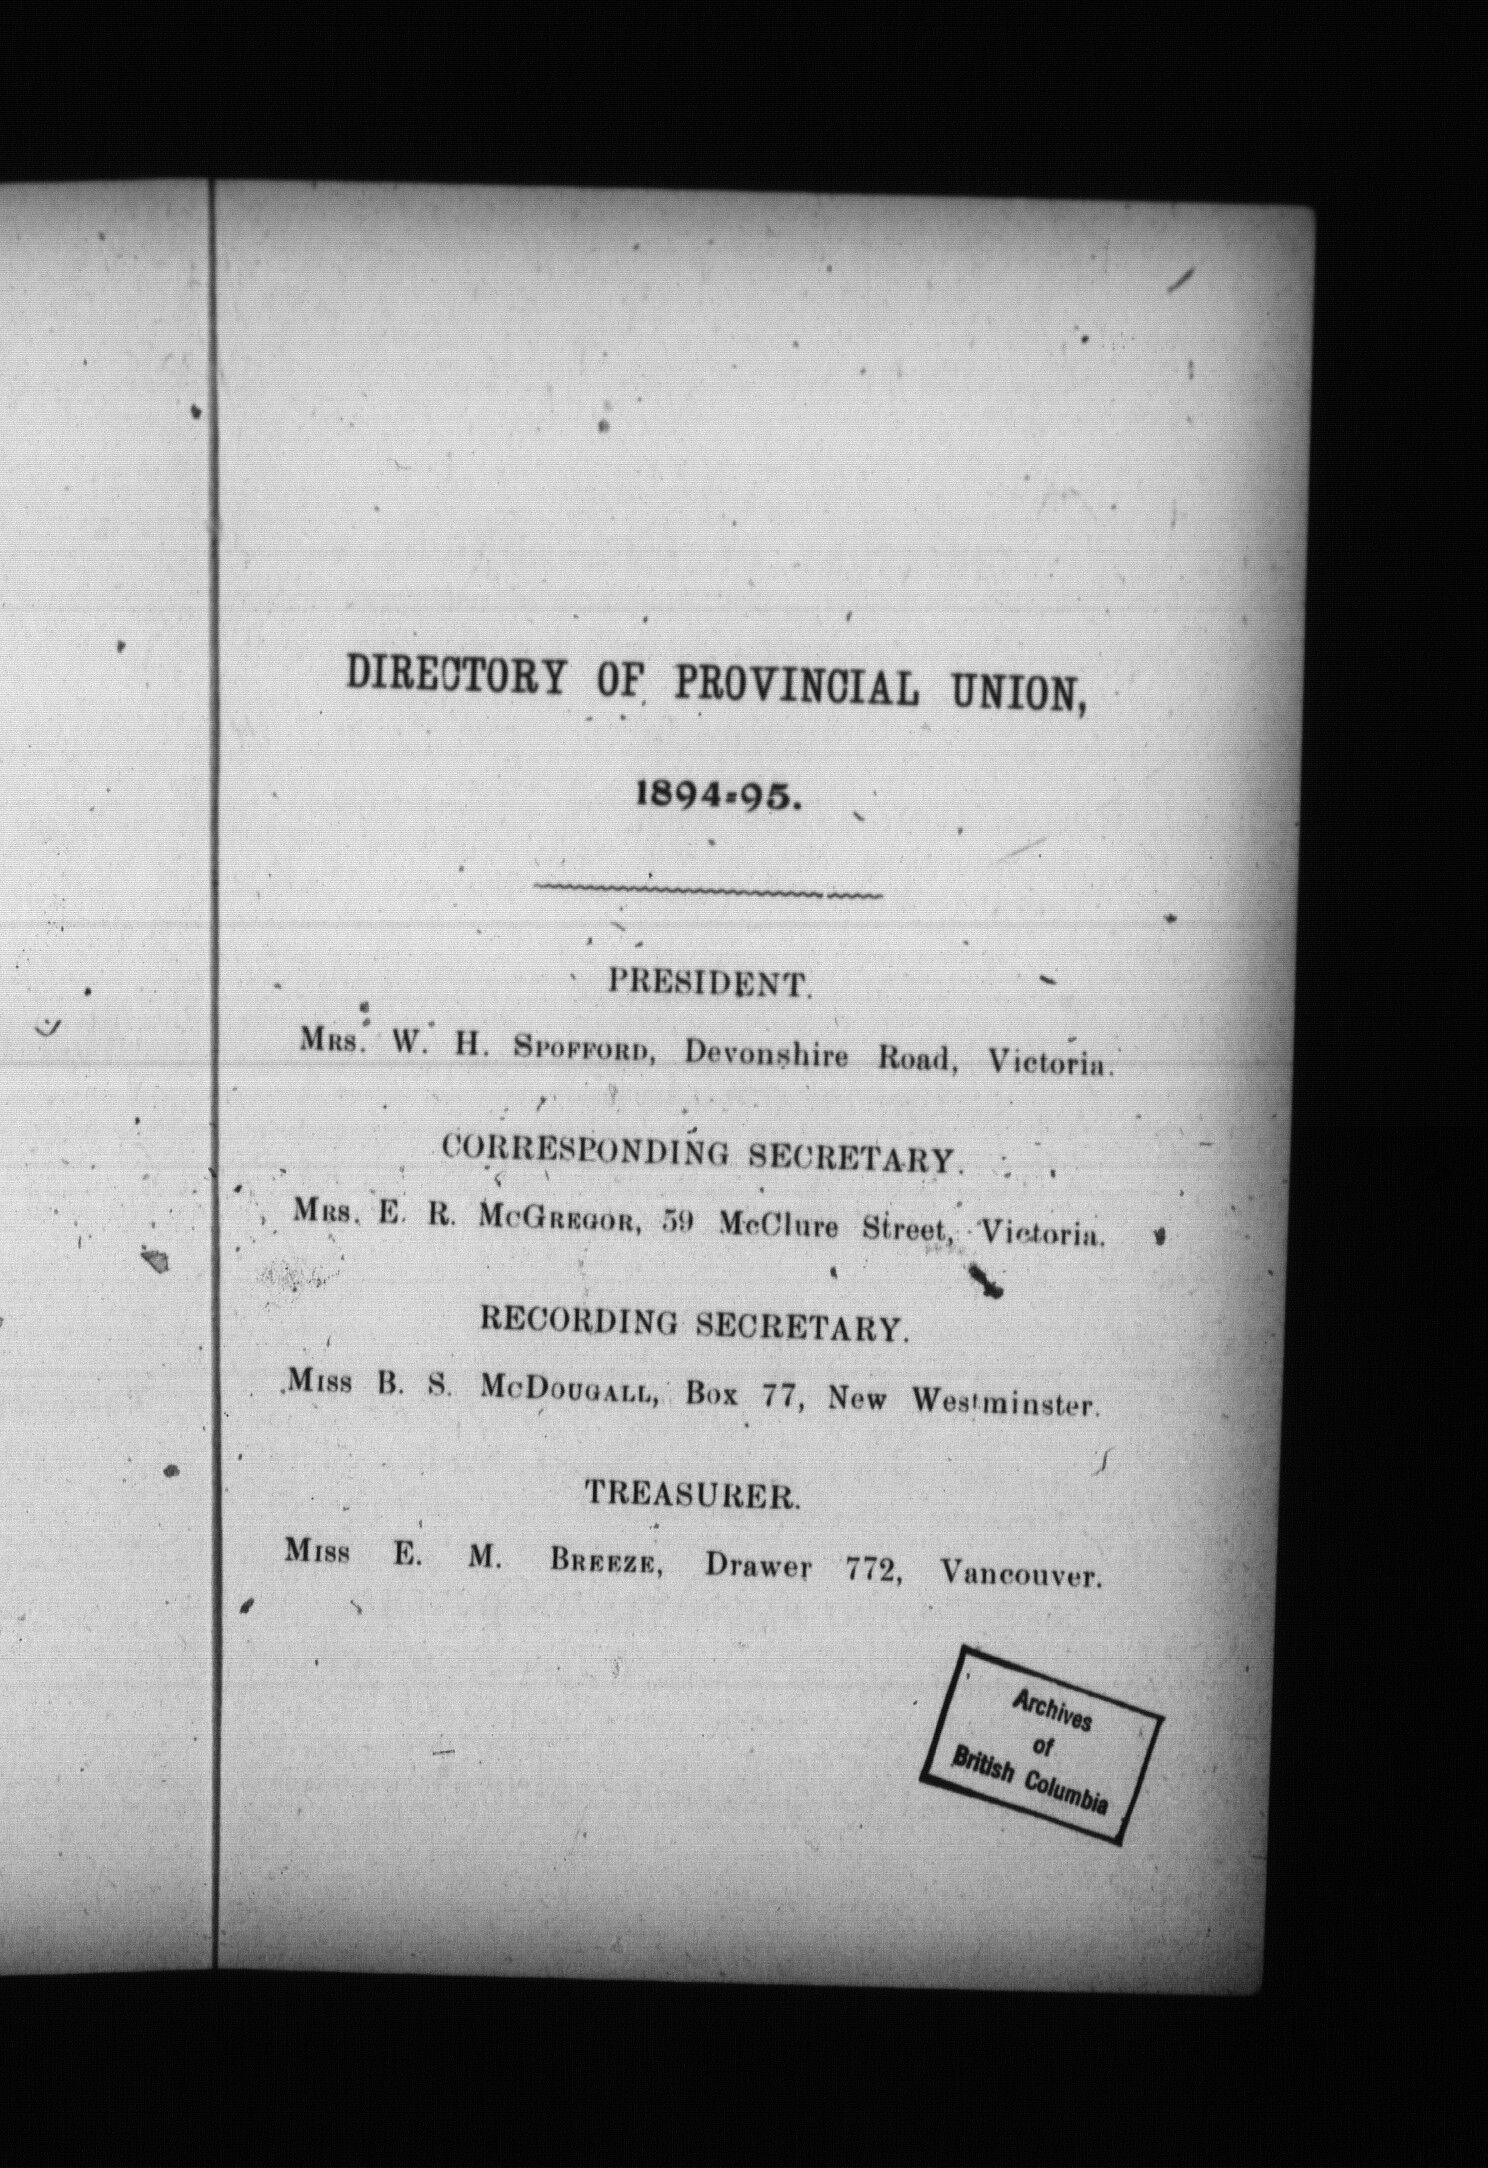 DIRECTORY OF PROVINCIAL UNION,
1894-95.
PRESIDENT.
MRS. W. H. SPOFFORD, Devonshire Road, Victoria.
CORRESPONDING SECRETARY.
MRS. E. R. MCGREGOR, 59 McClure Street, Victoria.
RECORDING SECRETARY.
MISS B. S. MCDOUGALL, Box 77, New Westminster.
TREASURER.
MISS E. M. BREEZE, Drawer 772, Vancouver.
Archives
of
British Columbia